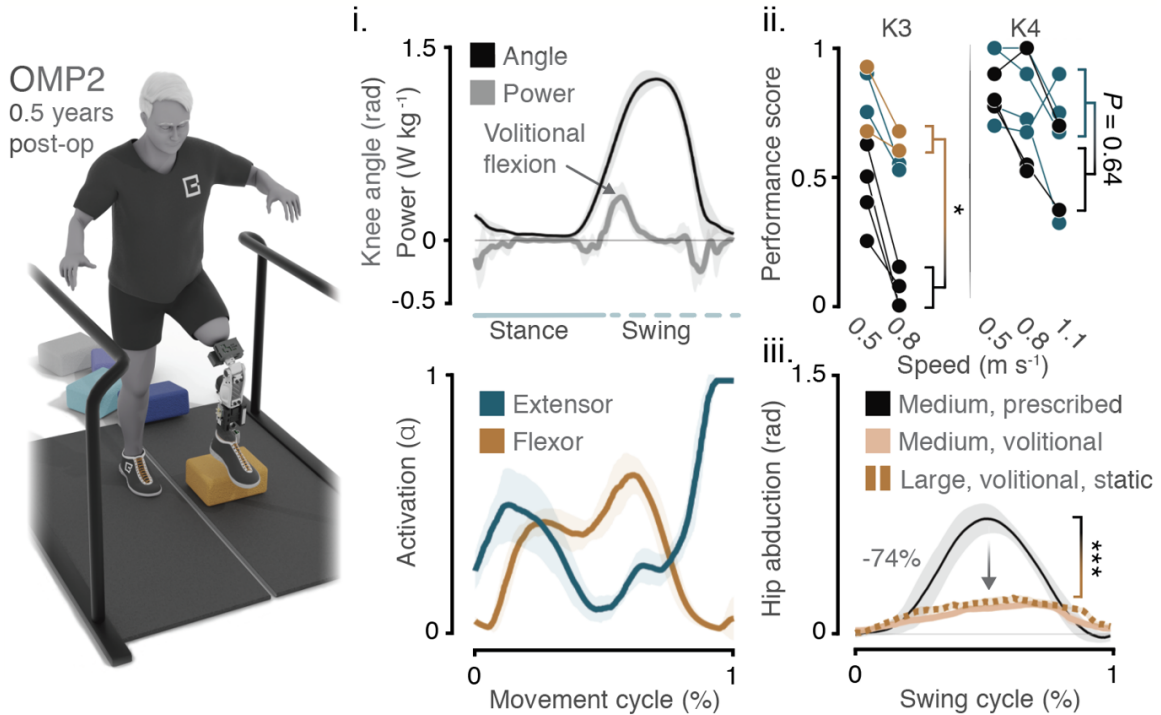 OMP2
0.5 years
post-op
i.
Knee angle (rad)
Power (W kg⁻¹)
1.5
0
-0.5
Angle
Power
Volitional
flexion
Stance
Swing
Activation (α)
1
0
Extensor
Flexor
0
1
Movement cycle (%)
ii.
K3
K4
Performance score
1
0.5
0
*
P = 0.64
0.5
0.8
0.5
0.8
1.1
Speed (m s⁻¹)
iii.
Hip abduction (rad)
1.5
0
Medium, prescribed
Medium, volitional
Large, volitional, static
-74%
***
0
1
Swing cycle (%)